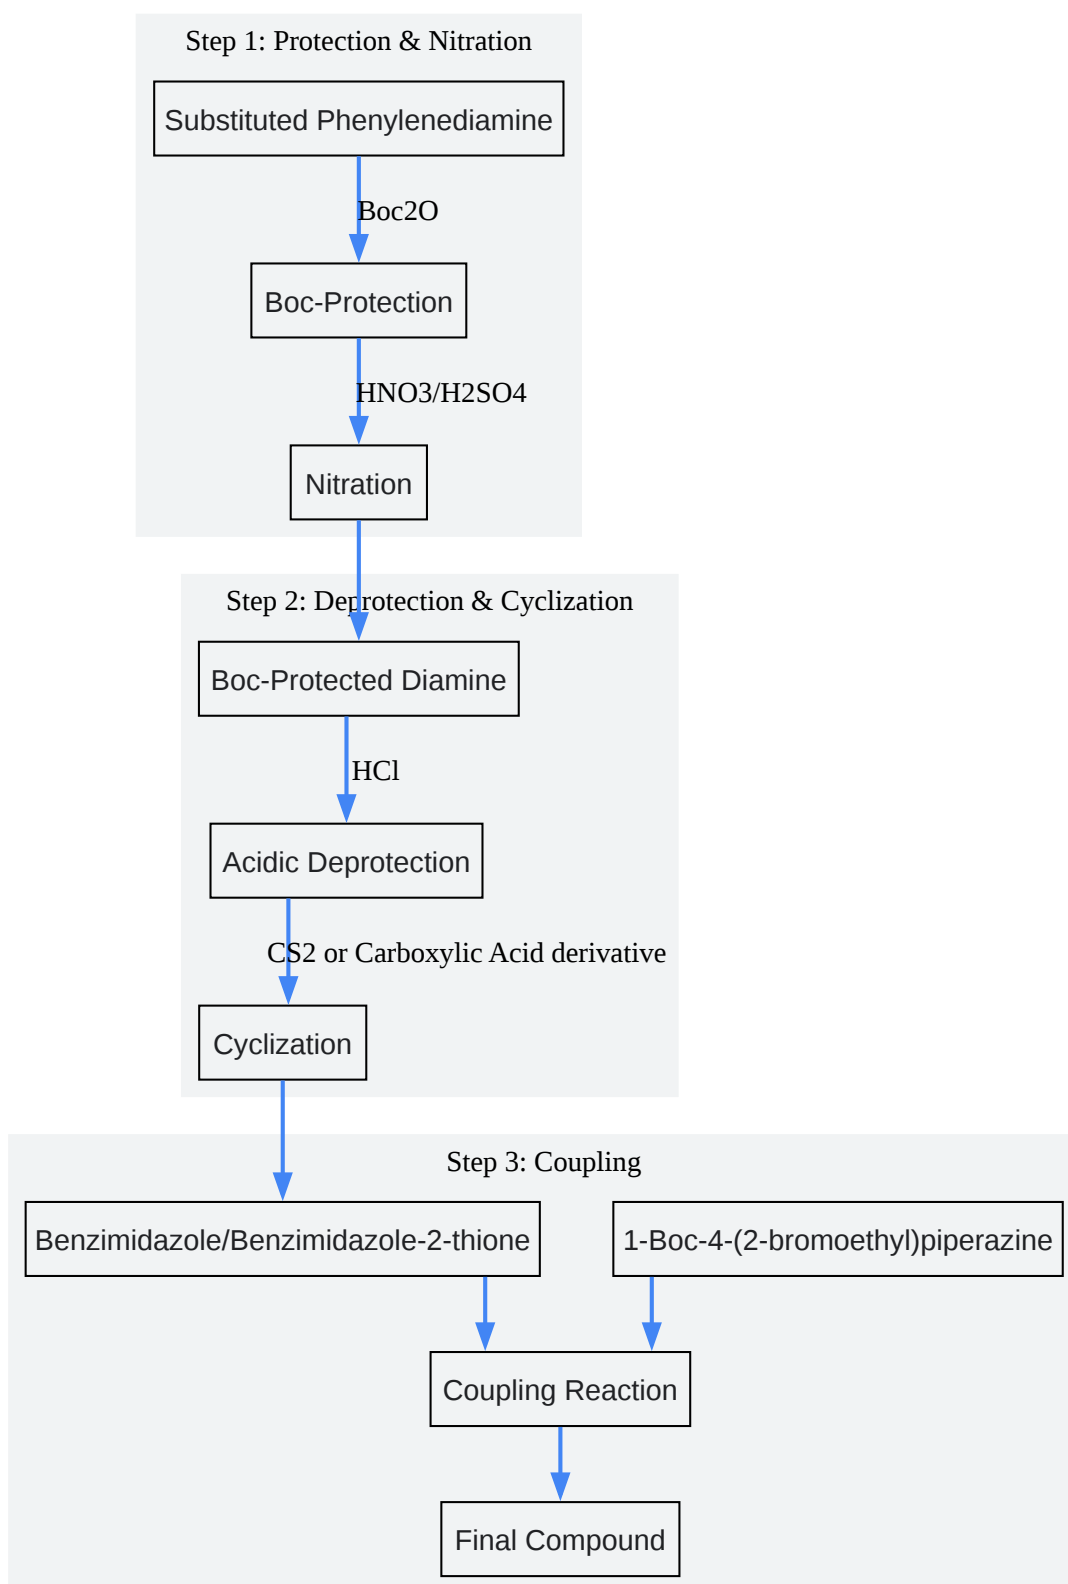 Step 1: Protection & Nitration
Substituted Phenylenediamine
Boc2O
Boc-Protection
HNO3/H2SO4
Nitration
Step 2: Deprotection & Cyclization
Boc-Protected Diamine
HCl
Acidic Deprotection
CS2 or Carboxylic Acid derivative
Cyclization
Step 3: Coupling
Benzimidazole/Benzimidazole-2-thione
1-Boc-4-(2-bromoethyl)piperazine
Coupling Reaction
Final Compound